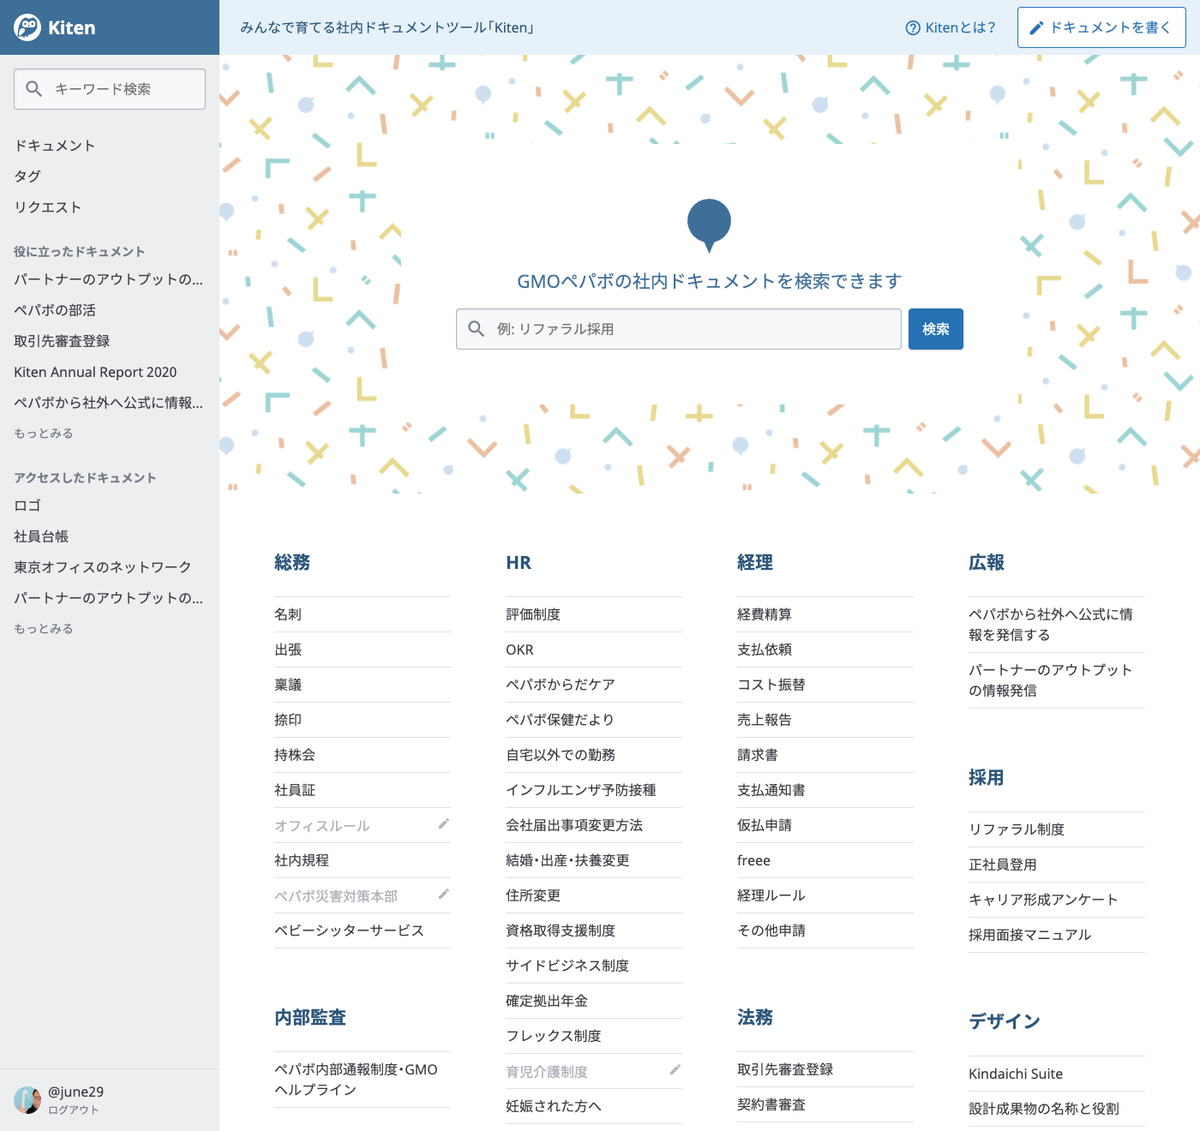 Kiten
みんなで育てる社内ドキュメントツール「Kiten」
Kitenとは？
ドキュメントを書く
キーワード検索
ドキュメント
タグ
リクエスト
役に立ったドキュメント
パートナーのアウトプットの...
ペパボの部活
取引先審査登録
Kiten Annual Report 2020
ペパボから社外へ公式に情報...
もっとみる
アクセスしたドキュメント
ロゴ
社員台帳
東京オフィスのネットワーク
パートナーのアウトプットの...
もっとみる
@june29
ログアウト
GMOペパボの社内ドキュメントを検索できます
例: リファラル採用
検索
総務
名刺
出張
稟議
捺印
持株会
社員証
オフィスルール
社内規程
ペパボ災害対策本部
ベビーシッターサービス
内部監査
ペパボ内部通報制度・GMO
ヘルプライン
HR
評価制度
OKR
ペパボからだケア
ペパボ保健だより
自宅以外での勤務
インフルエンザ予防接種
会社届出事項変更方法
結婚・出産・扶養変更
住所変更
資格取得支援制度
サイドビジネス制度
確定拠出年金
フレックス制度
育児介護制度
妊娠された方へ
経理
経費精算
支払依頼
コスト振替
売上報告
請求書
支払通知書
仮払申請
freee
経理ルール
その他申請
法務
取引先審査登録
契約書審査
広報
ペパボから社外へ公式に情
報を発信する
パートナーのアウトプット
の情報発信
採用
リファラル制度
正社員登用
キャリア形成アンケート
採用面接マニュアル
デザイン
Kindaichi Suite
設計成果物の名称と役割